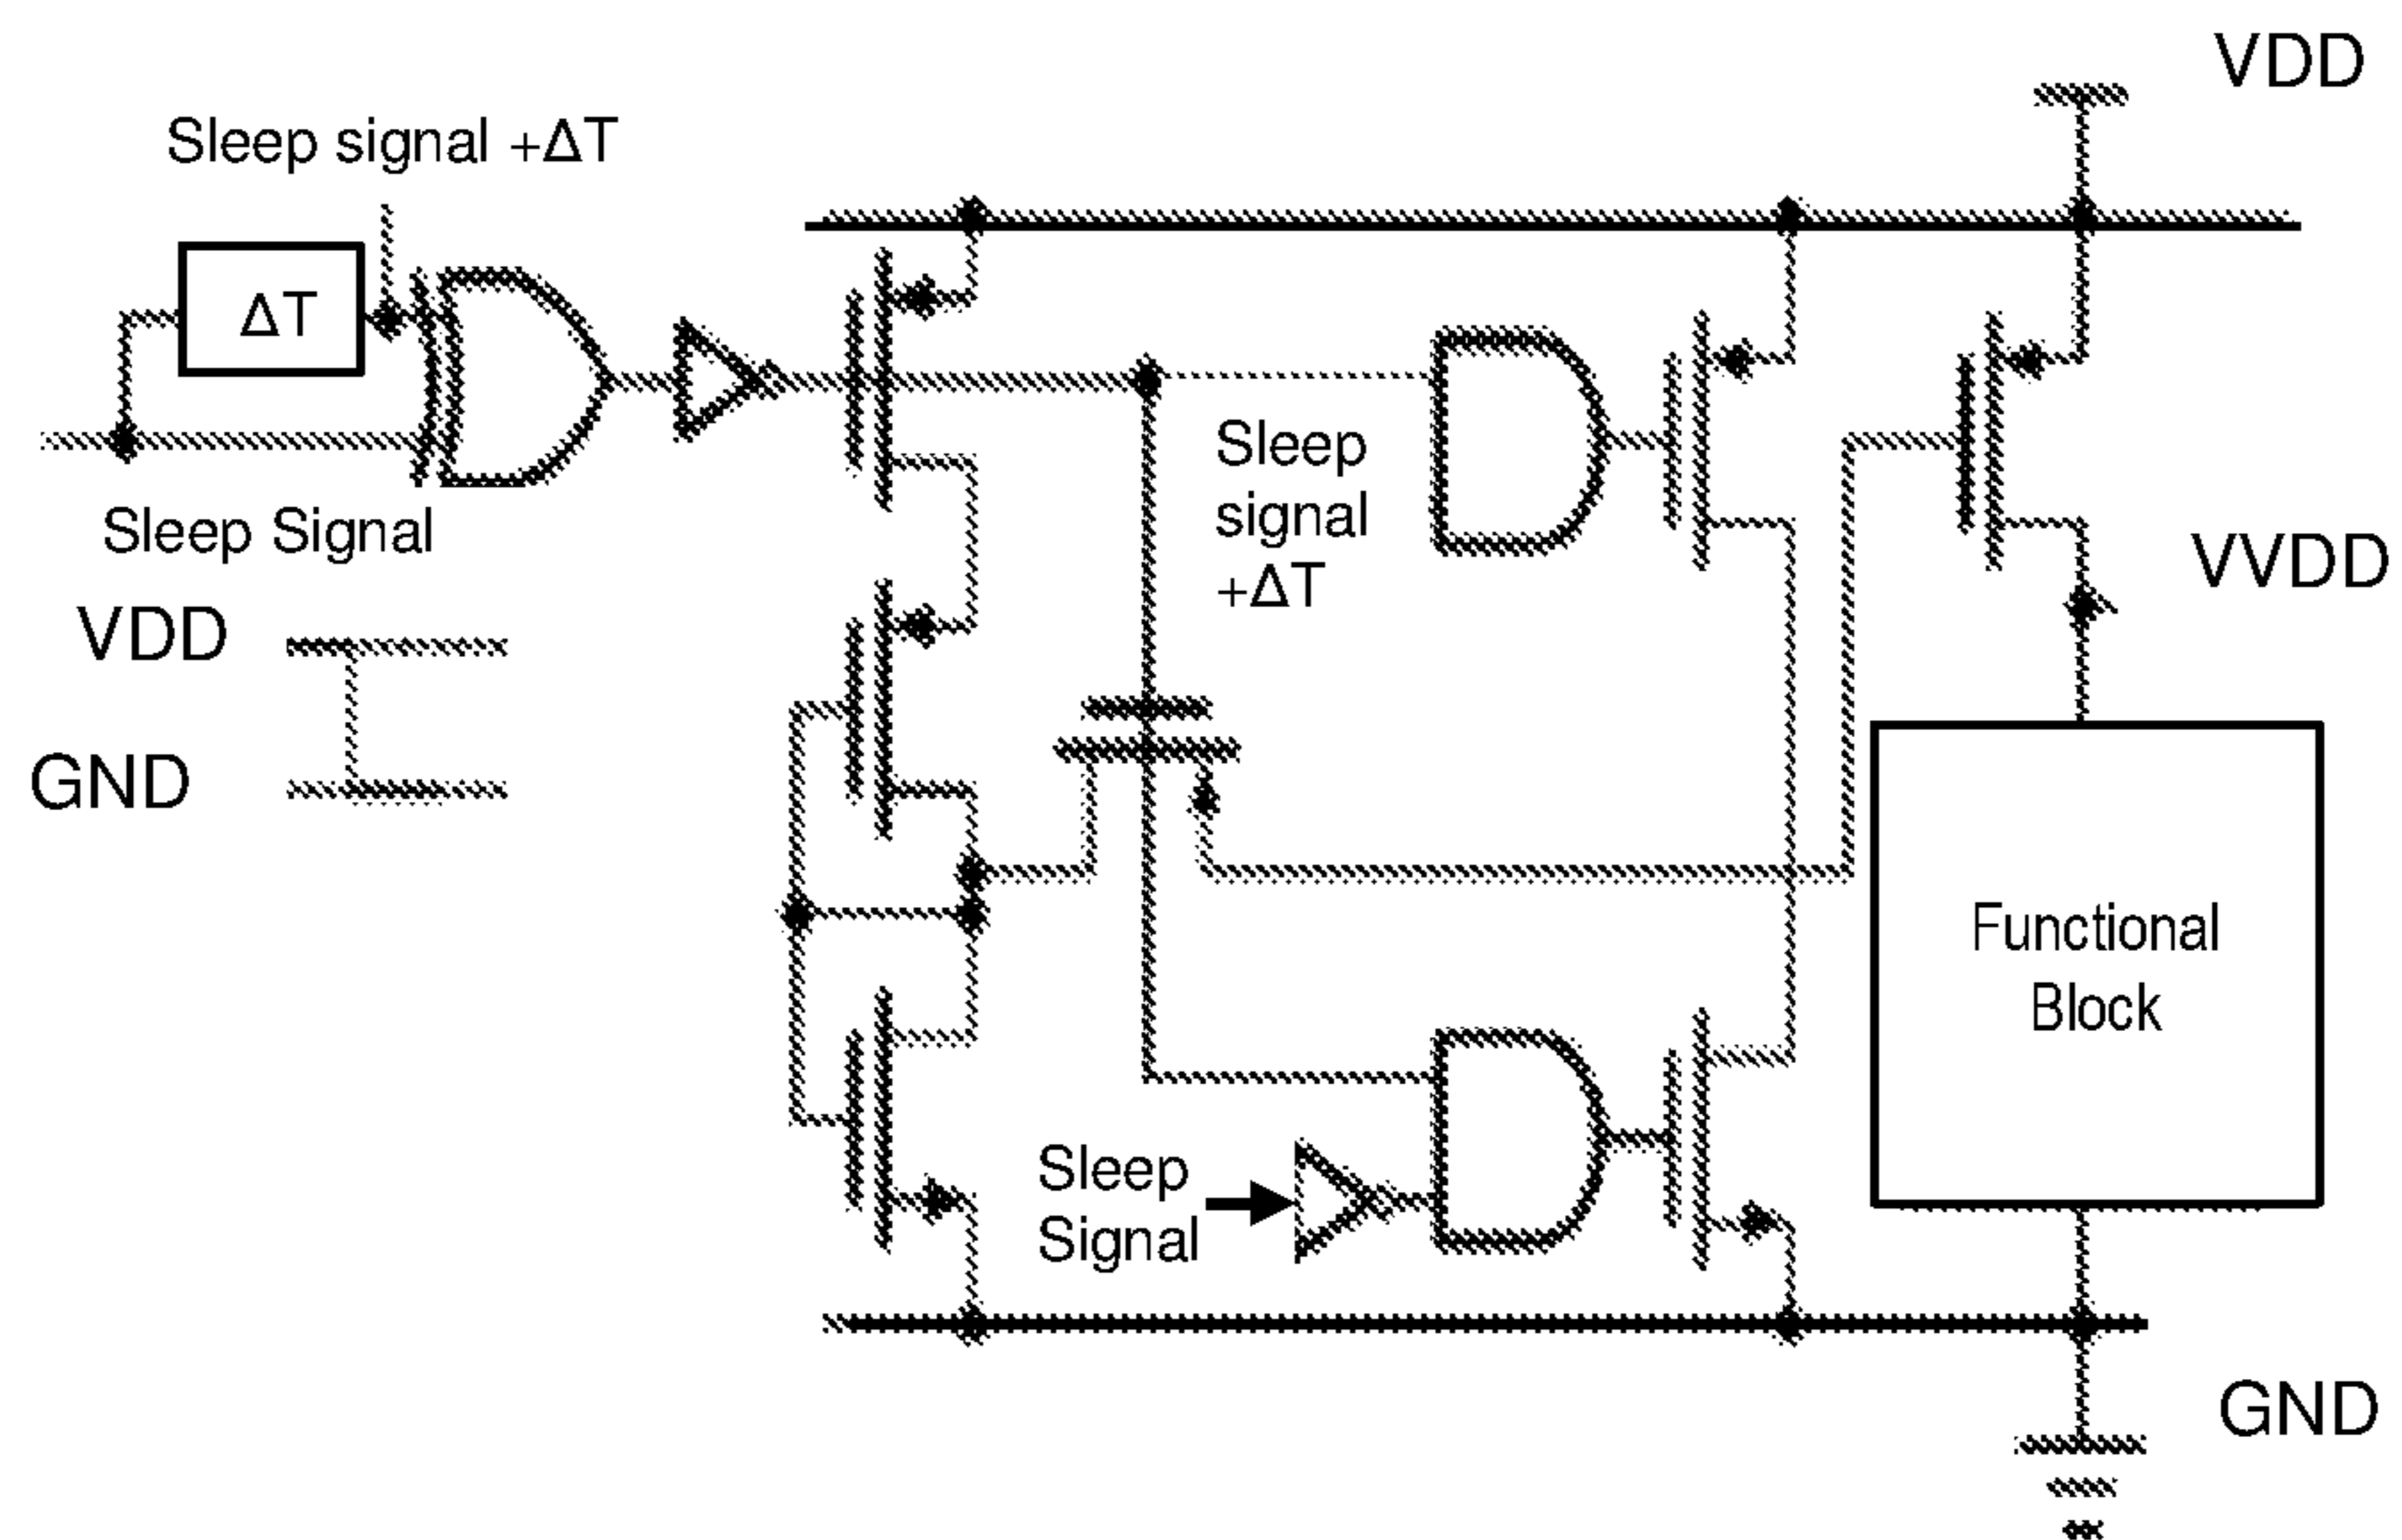 VDD
Sleep signal +ΔT
ΔT
Sleep Signal
Sleep
signal
+ΔT
VVDD
VDD
GND
Functional
Block
Sleep
Signal
GND